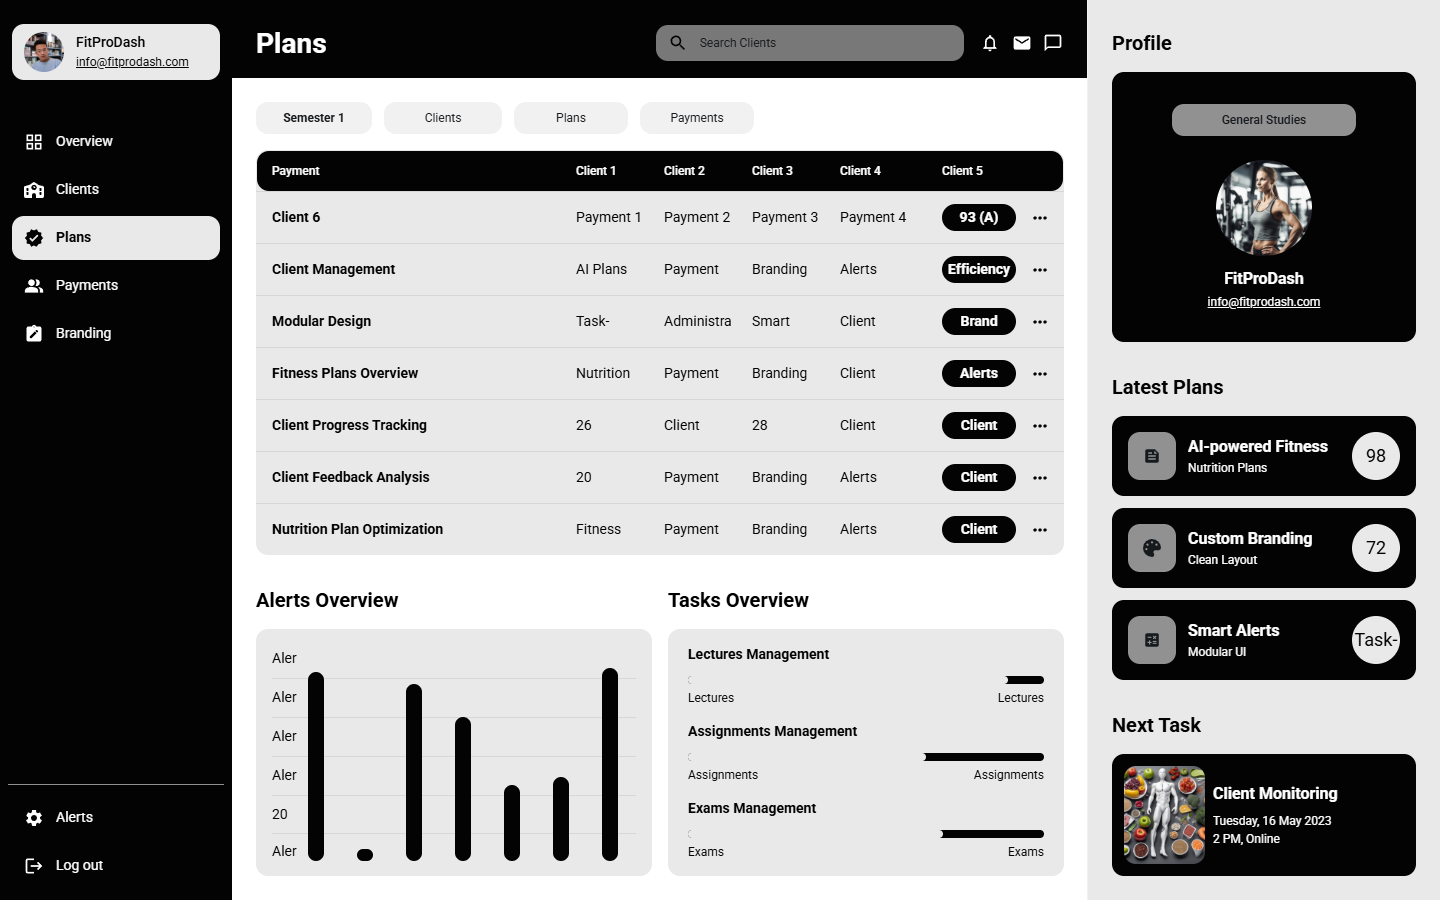 FitProDash
info@fitprodash.com
Overview
Clients
Plans
Payments
Branding
Alerts
Log out
Plans
Search Clients
Semester 1
Clients
Plans
Payments
Payment Client 1 Client 2 Client 3 Client 4 Client 5
Client 6 Payment 1 Payment 2 Payment 3 Payment 4 93 (A)
Client Management AI Plans Payment Branding Alerts Efficiency
Modular Design Task- Administra Smart Client Brand
Fitness Plans Overview Nutrition Payment Branding Client Alerts
Client Progress Tracking 26 Client 28 Client Client
Client Feedback Analysis 20 Payment Branding Alerts Client
Nutrition Plan Optimization Fitness Payment Branding Alerts Client
Alerts Overview
Aler
Aler
Aler
Aler
20
Aler
Tasks Overview
Lectures Management
Lectures Lectures
Assignments Management
Assignments Assignments
Exams Management
Exams Exams
Profile
General Studies
FitProDash
info@fitprodash.com
Latest Plans
AI-powered Fitness
Nutrition Plans
98
Custom Branding
Clean Layout
72
Smart Alerts
Modular UI
Task-
Next Task
Client Monitoring
Tuesday, 16 May 2023
2 PM, Online